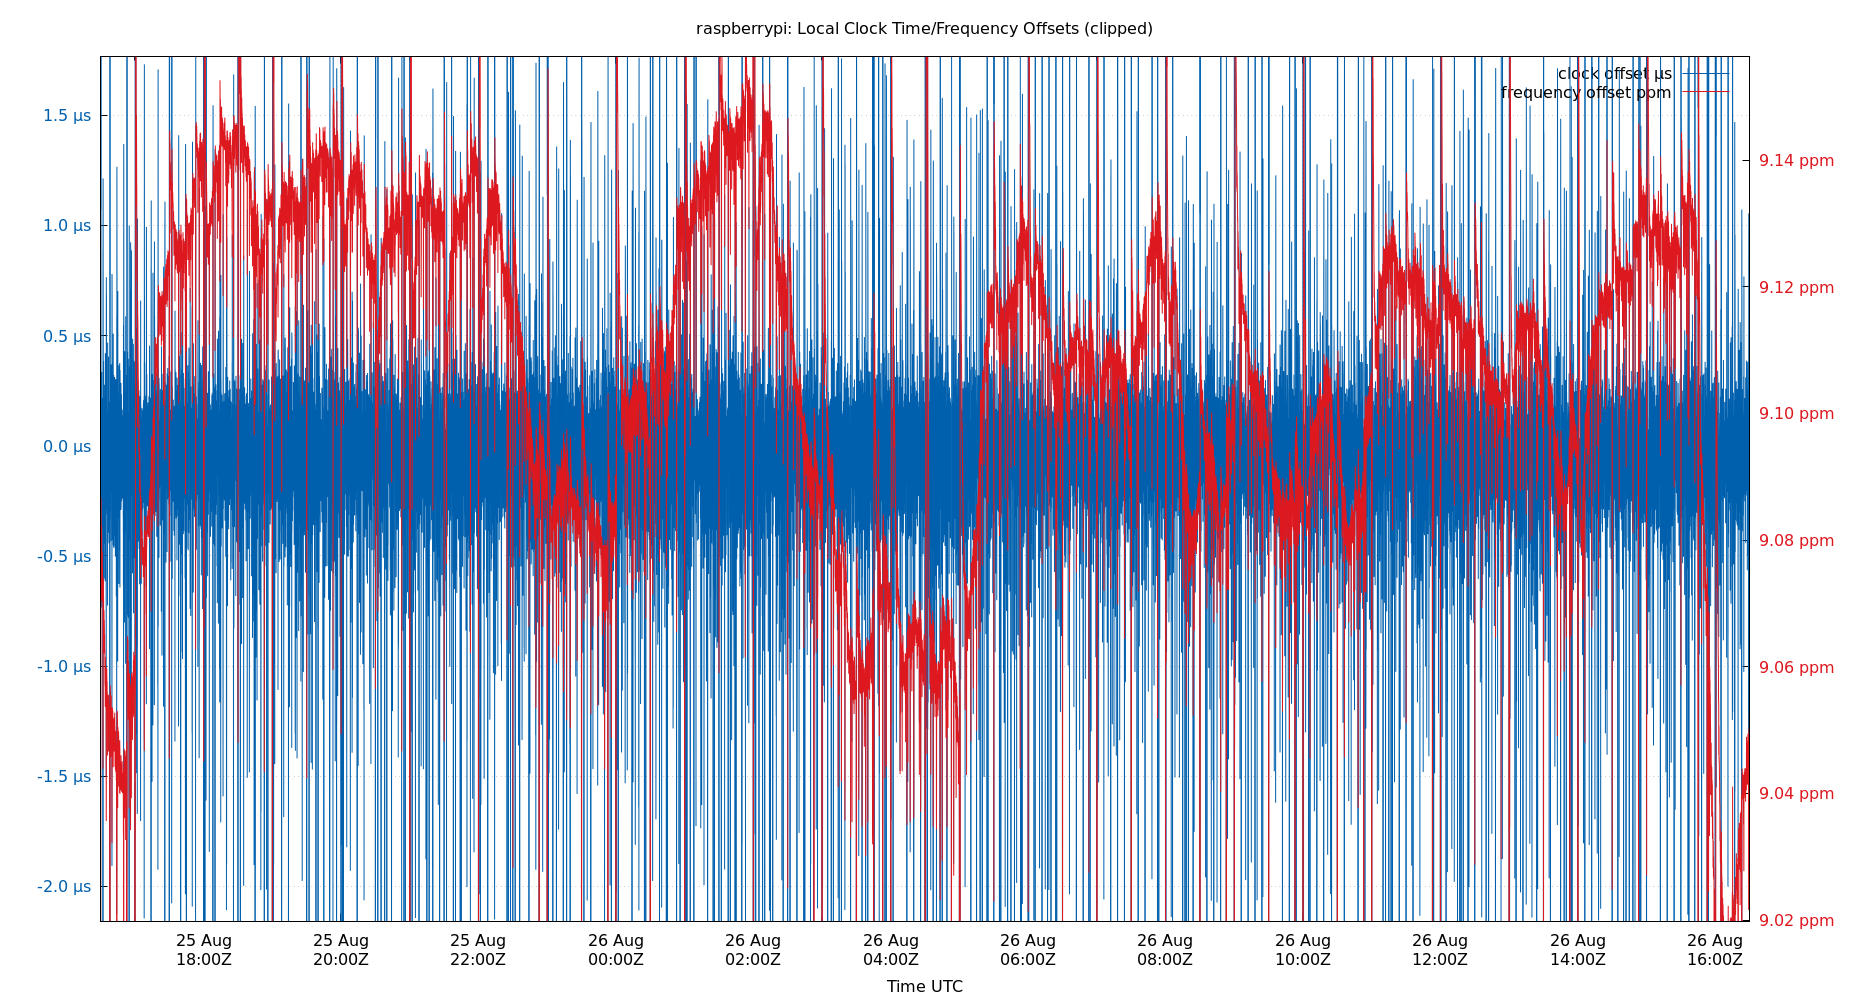 raspberrypi: Local Clock Time/Frequency Offsets (clipped)
clock offset µs
frequency offset ppm
1.5 µs
1.0 µs
0.5 µs
0.0 µs
-0.5 µs
-1.0 µs
-1.5 µs
-2.0 µs
9.14 ppm
9.12 ppm
9.10 ppm
9.08 ppm
9.06 ppm
9.04 ppm
9.02 ppm
25 Aug
18:00Z
25 Aug
20:00Z
25 Aug
22:00Z
26 Aug
00:00Z
26 Aug
02:00Z
26 Aug
04:00Z
26 Aug
06:00Z
26 Aug
08:00Z
26 Aug
10:00Z
26 Aug
12:00Z
26 Aug
14:00Z
26 Aug
16:00Z
Time UTC